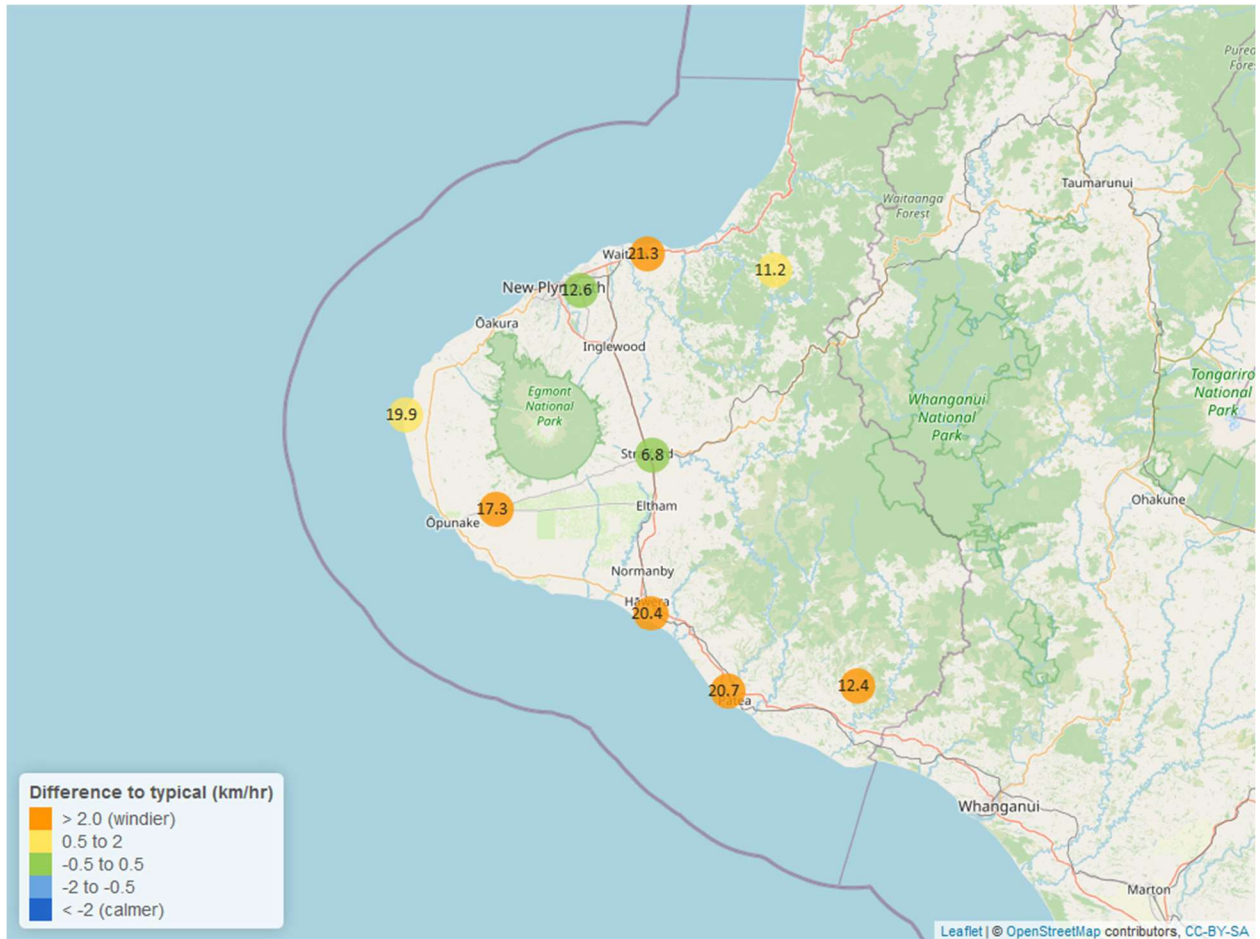 Pureo
Fore
Taumarunui
Waitaanga
Forest
Wait
21.3
11.2
New Plym
h
12.6
Ōakura
Inglewood
Egmont
National
Park
Tongariro
National
Park
Whanganui
National
Park
19.9
6.8
Ohakune
Eltham
17.3
Ōpunake
Normanby
Hāwera
20.4
12.4
20.7
Patea
Difference to typical (km/hr)
> 2.0 (windier)
0.5 to 2
-0.5 to 0.5
-2 to -0.5
< -2 (calmer)
Whanganui
Marton
Leaflet | © OpenStreetMap contributors, CC-BY-SA